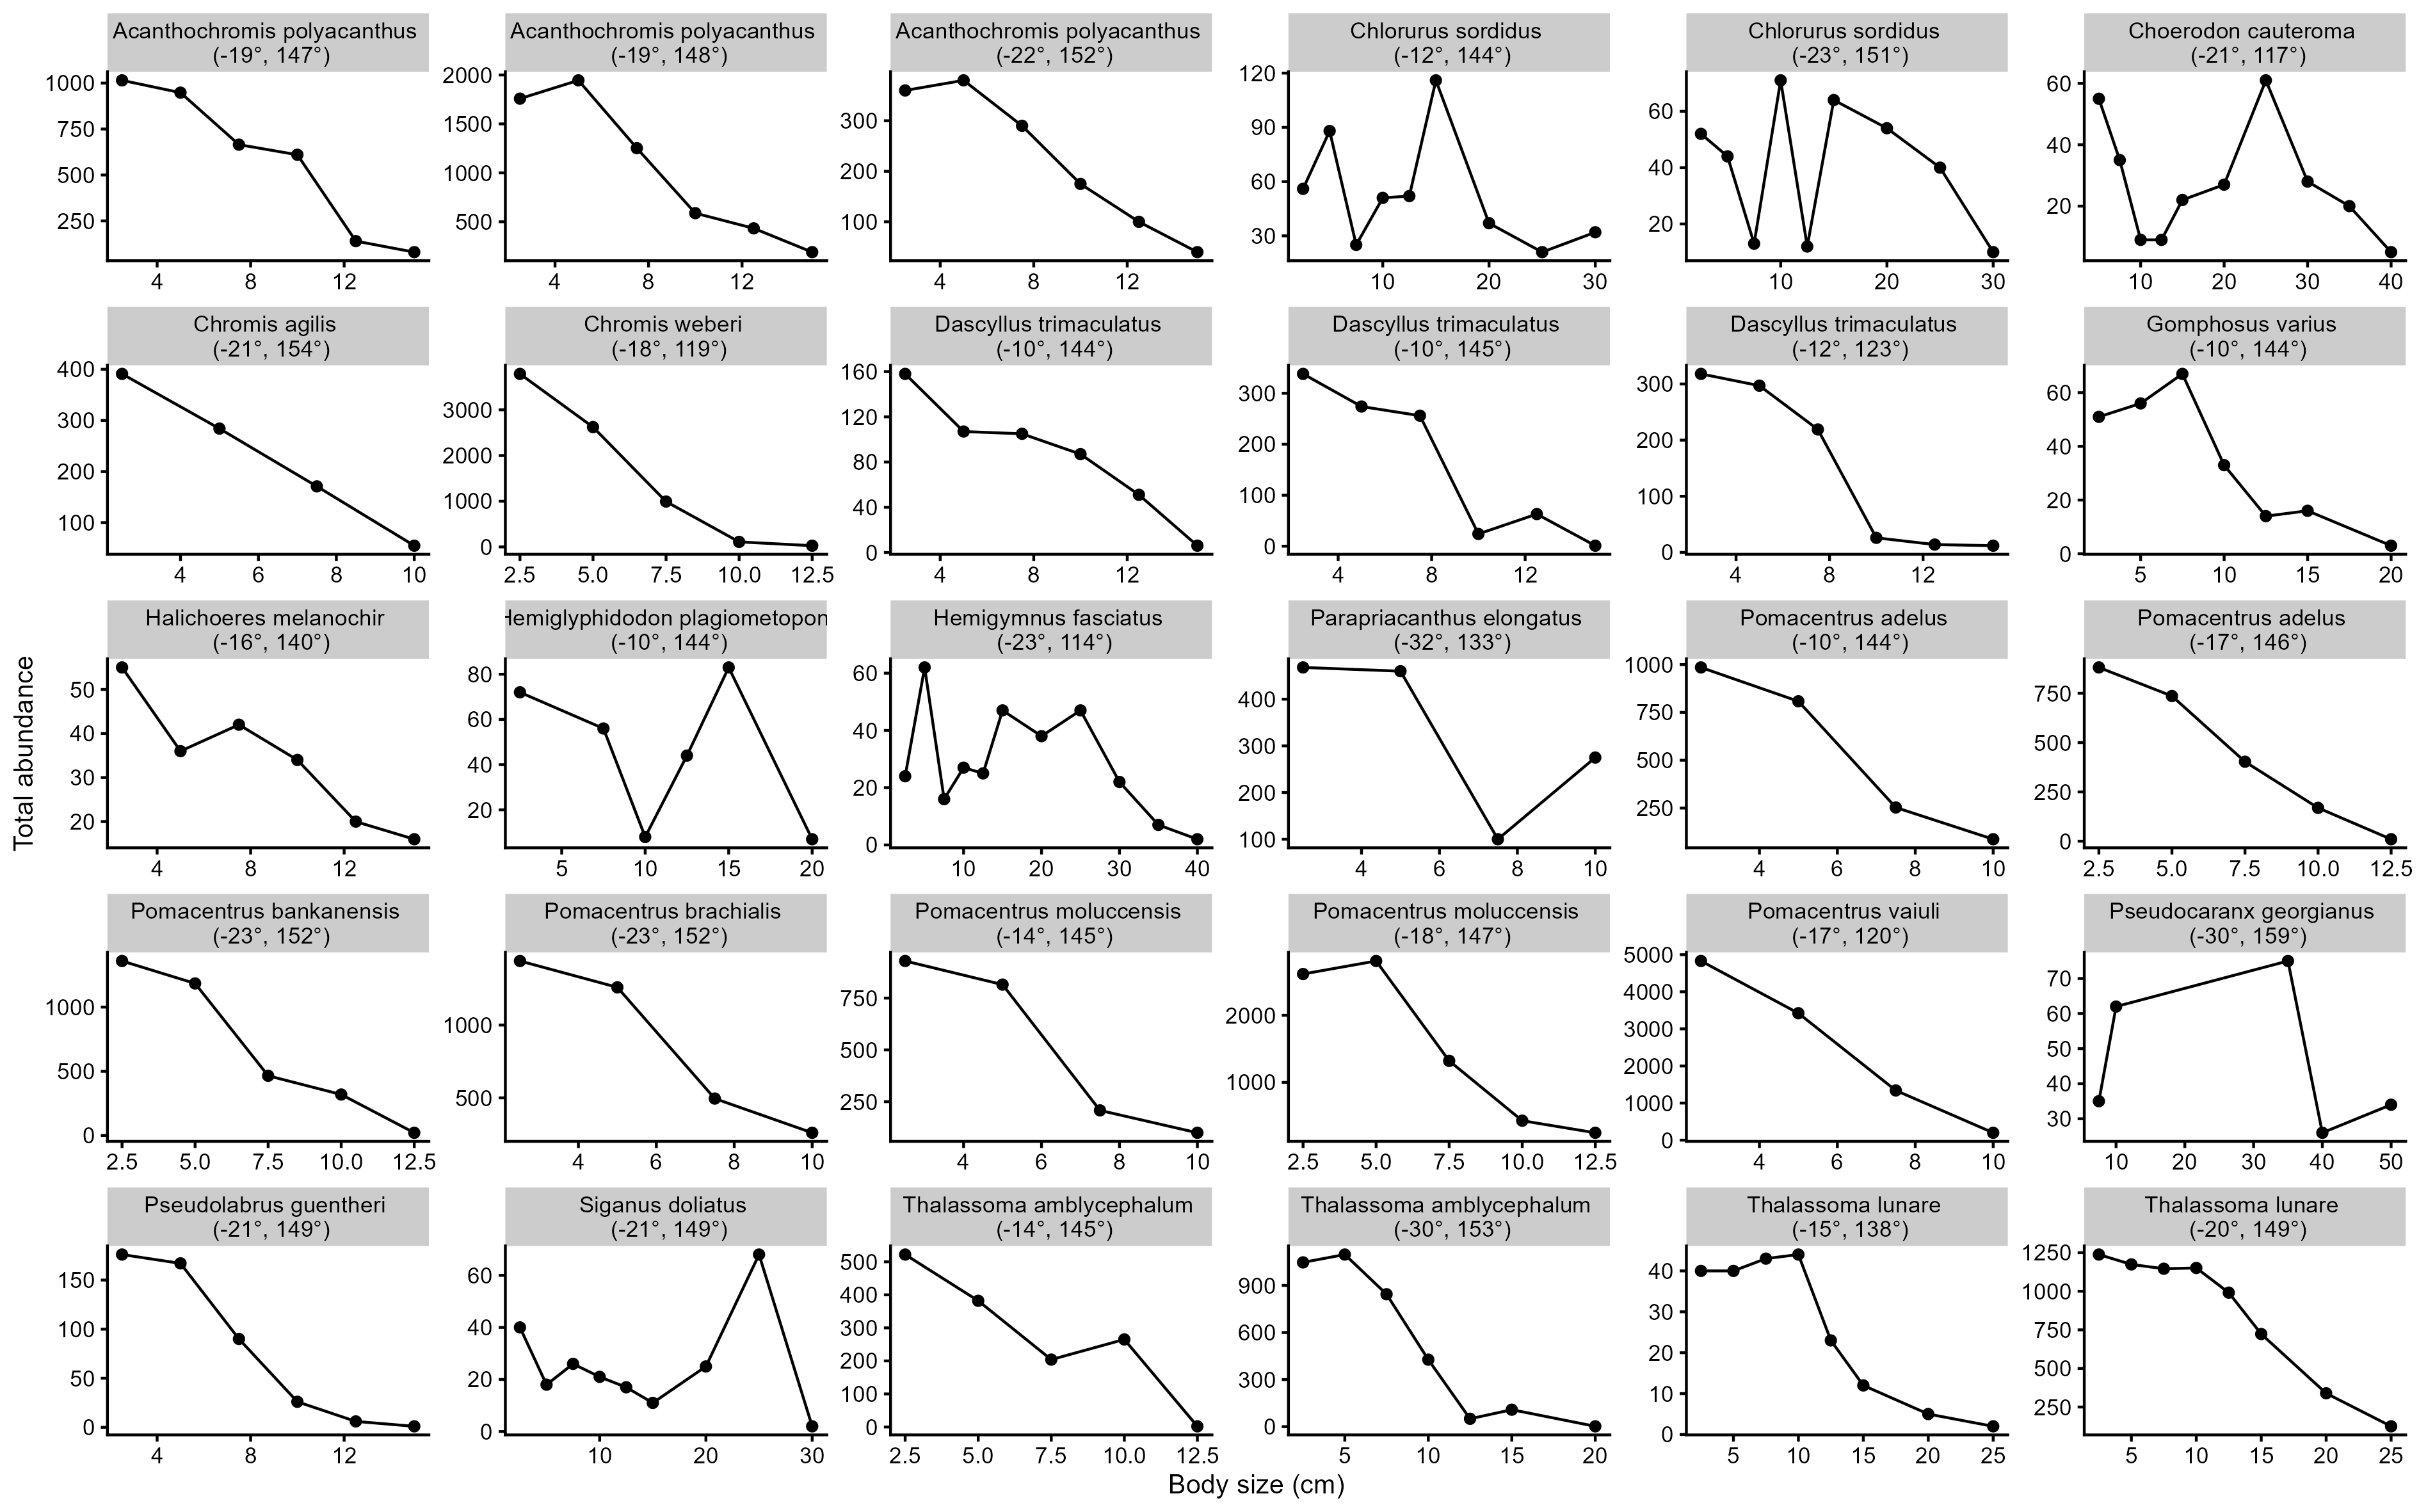 Acanthochromis polyacanthus
(-19°, 147°)
1000
750
500
250
4 8 12
Acanthochromis polyacanthus
(-19°, 148°)
2000
1500
1000
500
4 8 12
Acanthochromis polyacanthus
(-22°, 152°)
300
200
100
4 8 12
Chlorurus sordidus
(-12°, 144°)
120
90
60
30
10 20 30
Chlorurus sordidus
(-23°, 151°)
60
40
20
10 20 30
Choerodon cauteroma
(-21°, 117°)
60
40
20
10 20 30 40
Chromis agilis
(-21°, 154°)
400
300
200
100
4 6 8 10
Chromis weberi
(-18°, 119°)
3000
2000
1000
0
2.5 5.0 7.5 10.0 12.5
Dascyllus trimaculatus
(-10°, 144°)
160
120
80
40
0
4 8 12
Dascyllus trimaculatus
(-10°, 145°)
300
200
100
0
4 8 12
Dascyllus trimaculatus
(-12°, 123°)
300
200
100
0
4 8 12
Gomphosus varius
(-10°, 144°)
60
40
20
0
5 10 15 20
Halichoeres melanochir
(-16°, 140°)
50
40
30
20
4 8 12
Hemiglyphidodon plagiometopon
(-10°, 144°)
80
60
40
20
5 10 15 20
Hemigymnus fasciatus
(-23°, 114°)
60
40
20
0
10 20 30 40
Parapriacanthus elongatus
(-32°, 133°)
400
300
200
100
4 6 8 10
Pomacentrus adelus
(-10°, 144°)
1000
750
500
250
4 6 8 10
Pomacentrus adelus
(-17°, 146°)
750
500
250
0
2.5 5.0 7.5 10.0 12.5
Pomacentrus bankanensis
(-23°, 152°)
1000
500
0
2.5 5.0 7.5 10.0 12.5
Pomacentrus brachialis
(-23°, 152°)
1000
500
4 6 8 10
Pomacentrus moluccensis
(-14°, 145°)
750
500
250
4 6 8 10
Pomacentrus moluccensis
(-18°, 147°)
2000
1000
2.5 5.0 7.5 10.0 12.5
Pomacentrus vaiuli
(-17°, 120°)
5000
4000
3000
2000
1000
0
4 6 8 10
Pseudocaranx georgianus
(-30°, 159°)
70
60
50
40
30
10 20 30 40 50
Pseudolabrus guentheri
(-21°, 149°)
150
100
50
0
4 8 12
Siganus doliatus
(-21°, 149°)
60
40
20
0
10 20 30
Thalassoma amblycephalum
(-14°, 145°)
500
400
300
200
100
0
2.5 5.0 7.5 10.0 12.5
Thalassoma amblycephalum
(-30°, 153°)
900
600
300
0
5 10 15 20
Thalassoma lunare
(-15°, 138°)
40
30
20
10
0
5 10 15 20 25
Thalassoma lunare
(-20°, 149°)
1250
1000
750
500
250
5 10 15 20 25
Total abundance
Body size (cm)